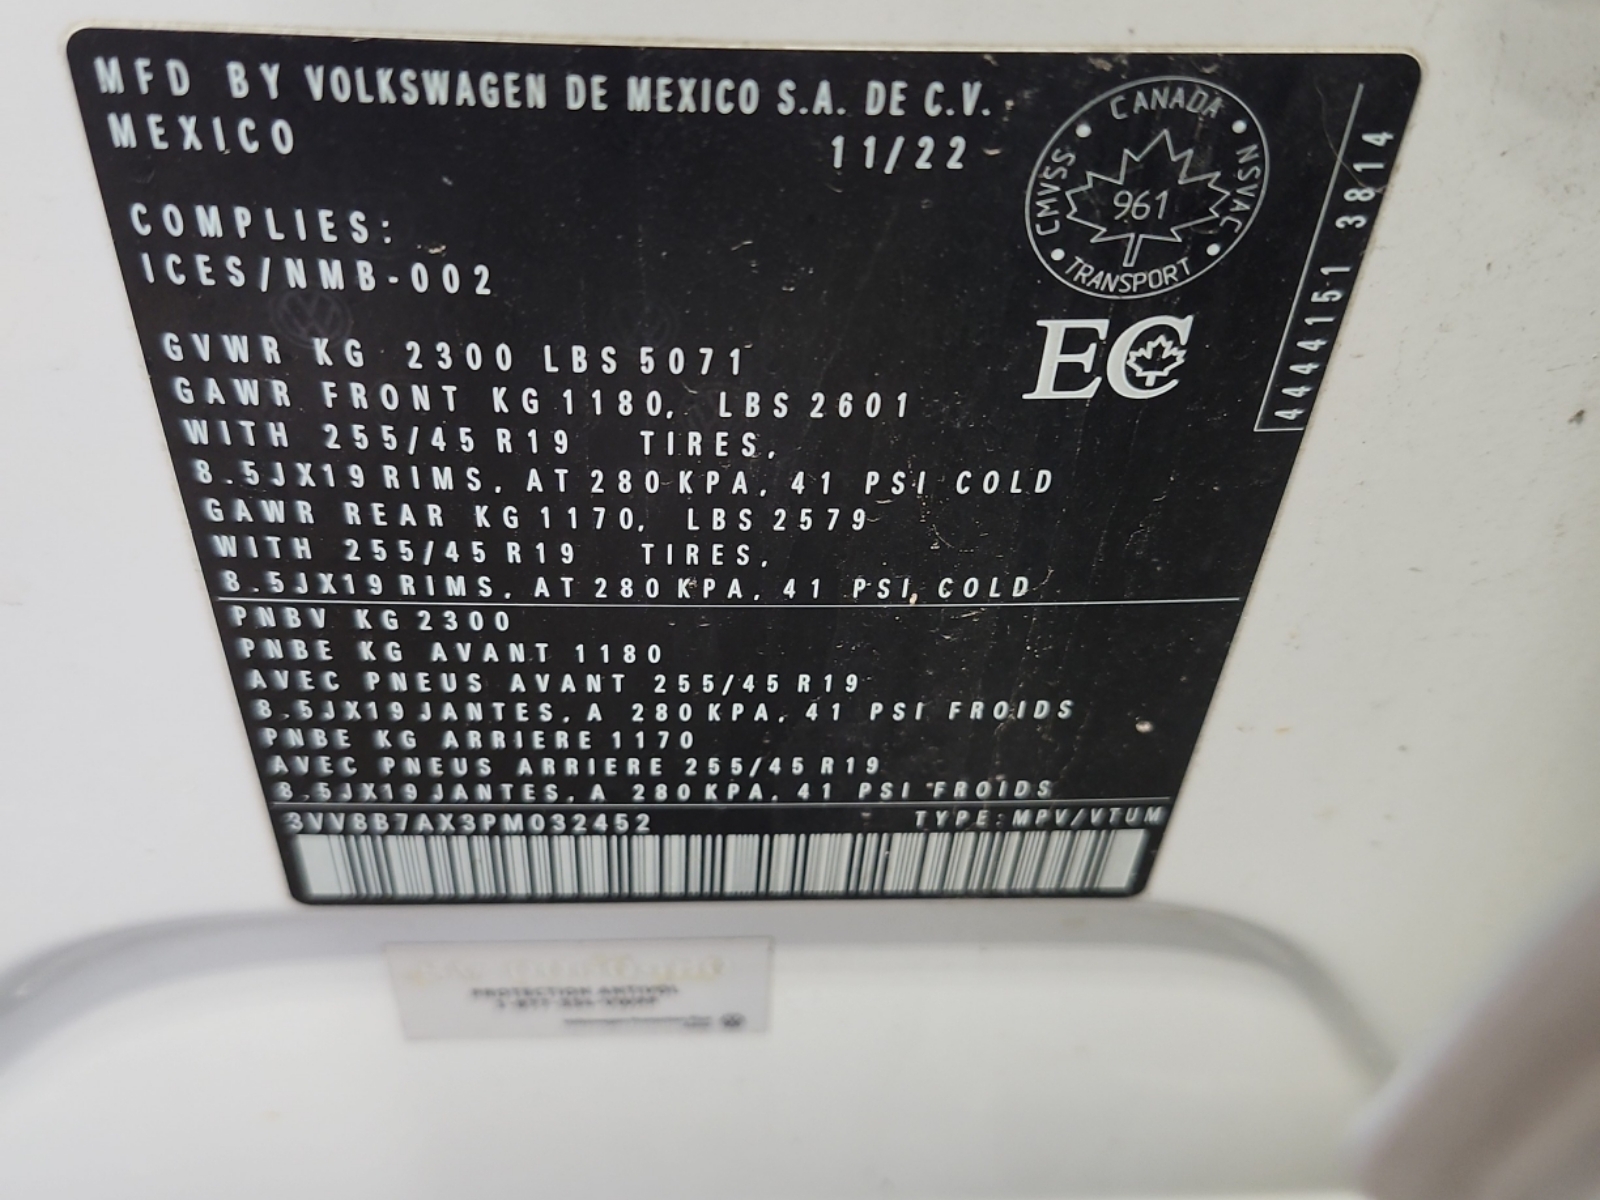 MFD BY VOLKSWAGEN DE MEXICO S.A. DE C.V.
MEXICO 11/22
CANADA
CMVSS
NSVAC
961
TRANSPORT
COMPLIES:
ICES/NMB-002
EC
444151 3814
GVWR KG 2300 LBS 5071
GAWR FRONT KG 1180, LBS 2601
WITH 255/45 R19 TIRES,
8.5JX19 RIMS, AT 280 KPA, 41 PSI COLD
GAWR REAR KG 1170, LBS 2579
WITH 255/45 R19 TIRES,
8.5JX19 RIMS, AT 280 KPA, 41 PSI COLD
PNBV KG 2300
PNBE KG AVANT 1180
AVEC PNEUS AVANT 255/45 R19
8.5JX19 JANTES, A 280 KPA, 41 PSI FROIDS
PNBE KG ARRIERE 1170
AVEC PNEUS ARRIERE 255/45 R19
8.5JX19 JANTES, A 280 KPA, 41 PSI FROIDS
3VV8B7AX3PM032452 TYPE: MPV/VTUM
PROTECTION ANTIVOL